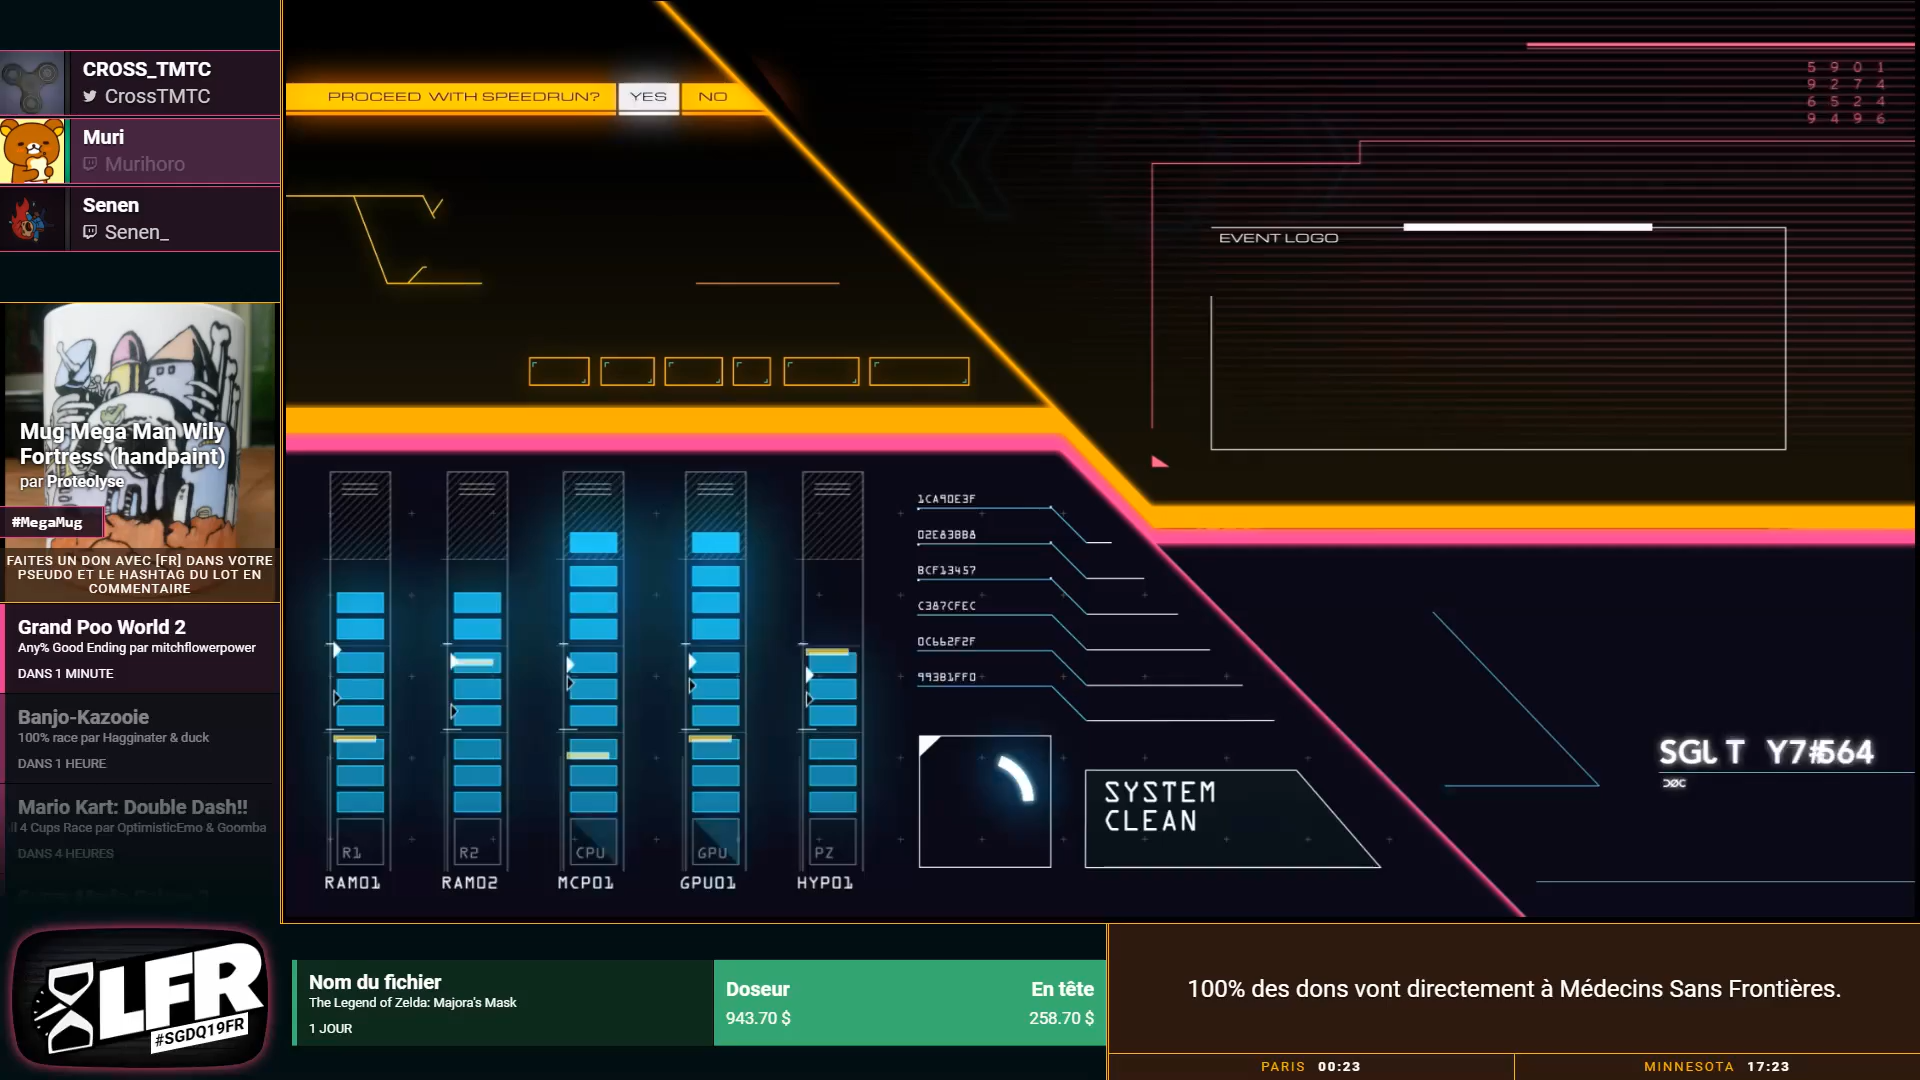 CROSS_TMTC
CrossTMTC
Muri
Murihoro
Senen
Senen_
Mug Mega Man Wily
Fortress (handpaint)
par Proteolyse
#MegaMug
FAITES UN DON AVEC [FR] DANS VOTRE
PSEUDO ET LE HASHTAG DU LOT EN
COMMENTAIRE
Grand Poo World 2
Any% Good Ending par mitchflowerpower
DANS 1 MINUTE
Banjo-Kazooie
100% race par Hagginater & duck
DANS 1 HEURE
Mario Kart: Double Dash!!
4 Cups Race par OptimisticEmo & Goomba
DANS 4 HEURES
LFR
#SGDQ19FR
PROCEED WITH SPEEDRUN? YES NO
5 9 0 1
9 2 7 4
6 5 2 4
9 4 9 6
EVENT LOGO
1CA90E3F
02E83BB8
BCF13457
C387CFEC
0C662F2F
993B1FF0
R1 R2 CPU GPU PZ
RAM01 RAM02 MCP01 GPU01 HYP01
SYSTEM
CLEAN
Nom du fichier
The Legend of Zelda: Majora's Mask
1 JOUR
Doseur
943.70 $
En tête
258.70 $
100% des dons vont directement à Médecins Sans Frontières.
PARIS 00:23
MINNESOTA 17:23